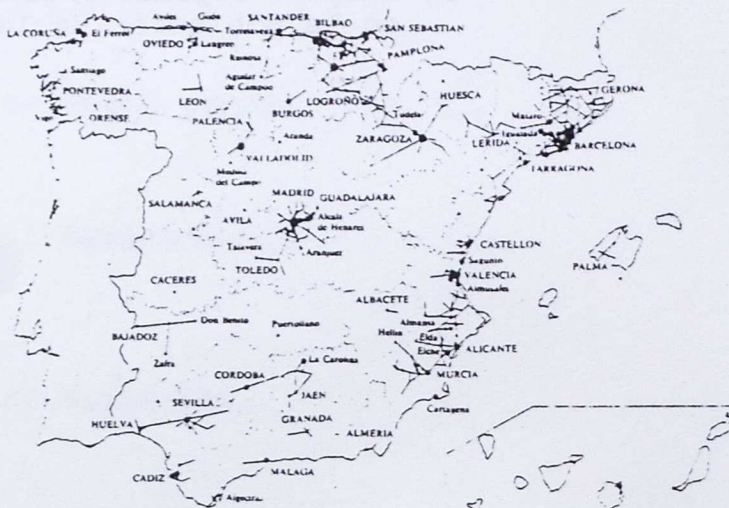 Aviles
Gijón
SANTANDER
BILBAO
SAN SEBASTIAN
LA CORUÑA
El Ferrol
OVIEDO
Langreo
Torrelavega
PAMPLONA
Reinosa
Santiago
Aguilar
de Campoo
GERONA
PONTEVEDRA
LEON
LOGROÑO
HUESCA
Vigo
ORENSE
BURGOS
Tudela
Mataro
PALENCIA
Aranda
ZARAGOZA
Igualada
LERIDA
BARCELONA
VALLADOLID
TARRAGONA
Medina
del Campo
MADRID
SALAMANCA
GUADALAJARA
AVILA
Alcala
de Henares
Talavera
Aranjuez
CASTELLON
TOLEDO
Sagunto
VALENCIA
PALMA
CACERES
Almusafes
ALBACETE
Don Benito
Puertollano
Almansa
BAJADOZ
Hellin
Elda
ALICANTE
Elche
Zafra
La Carolina
MURCIA
CORDOBA
JAEN
Cartagena
SEVILLA
HUELVA
GRANADA
ALMERIA
CADIZ
MALAGA
Algeciras